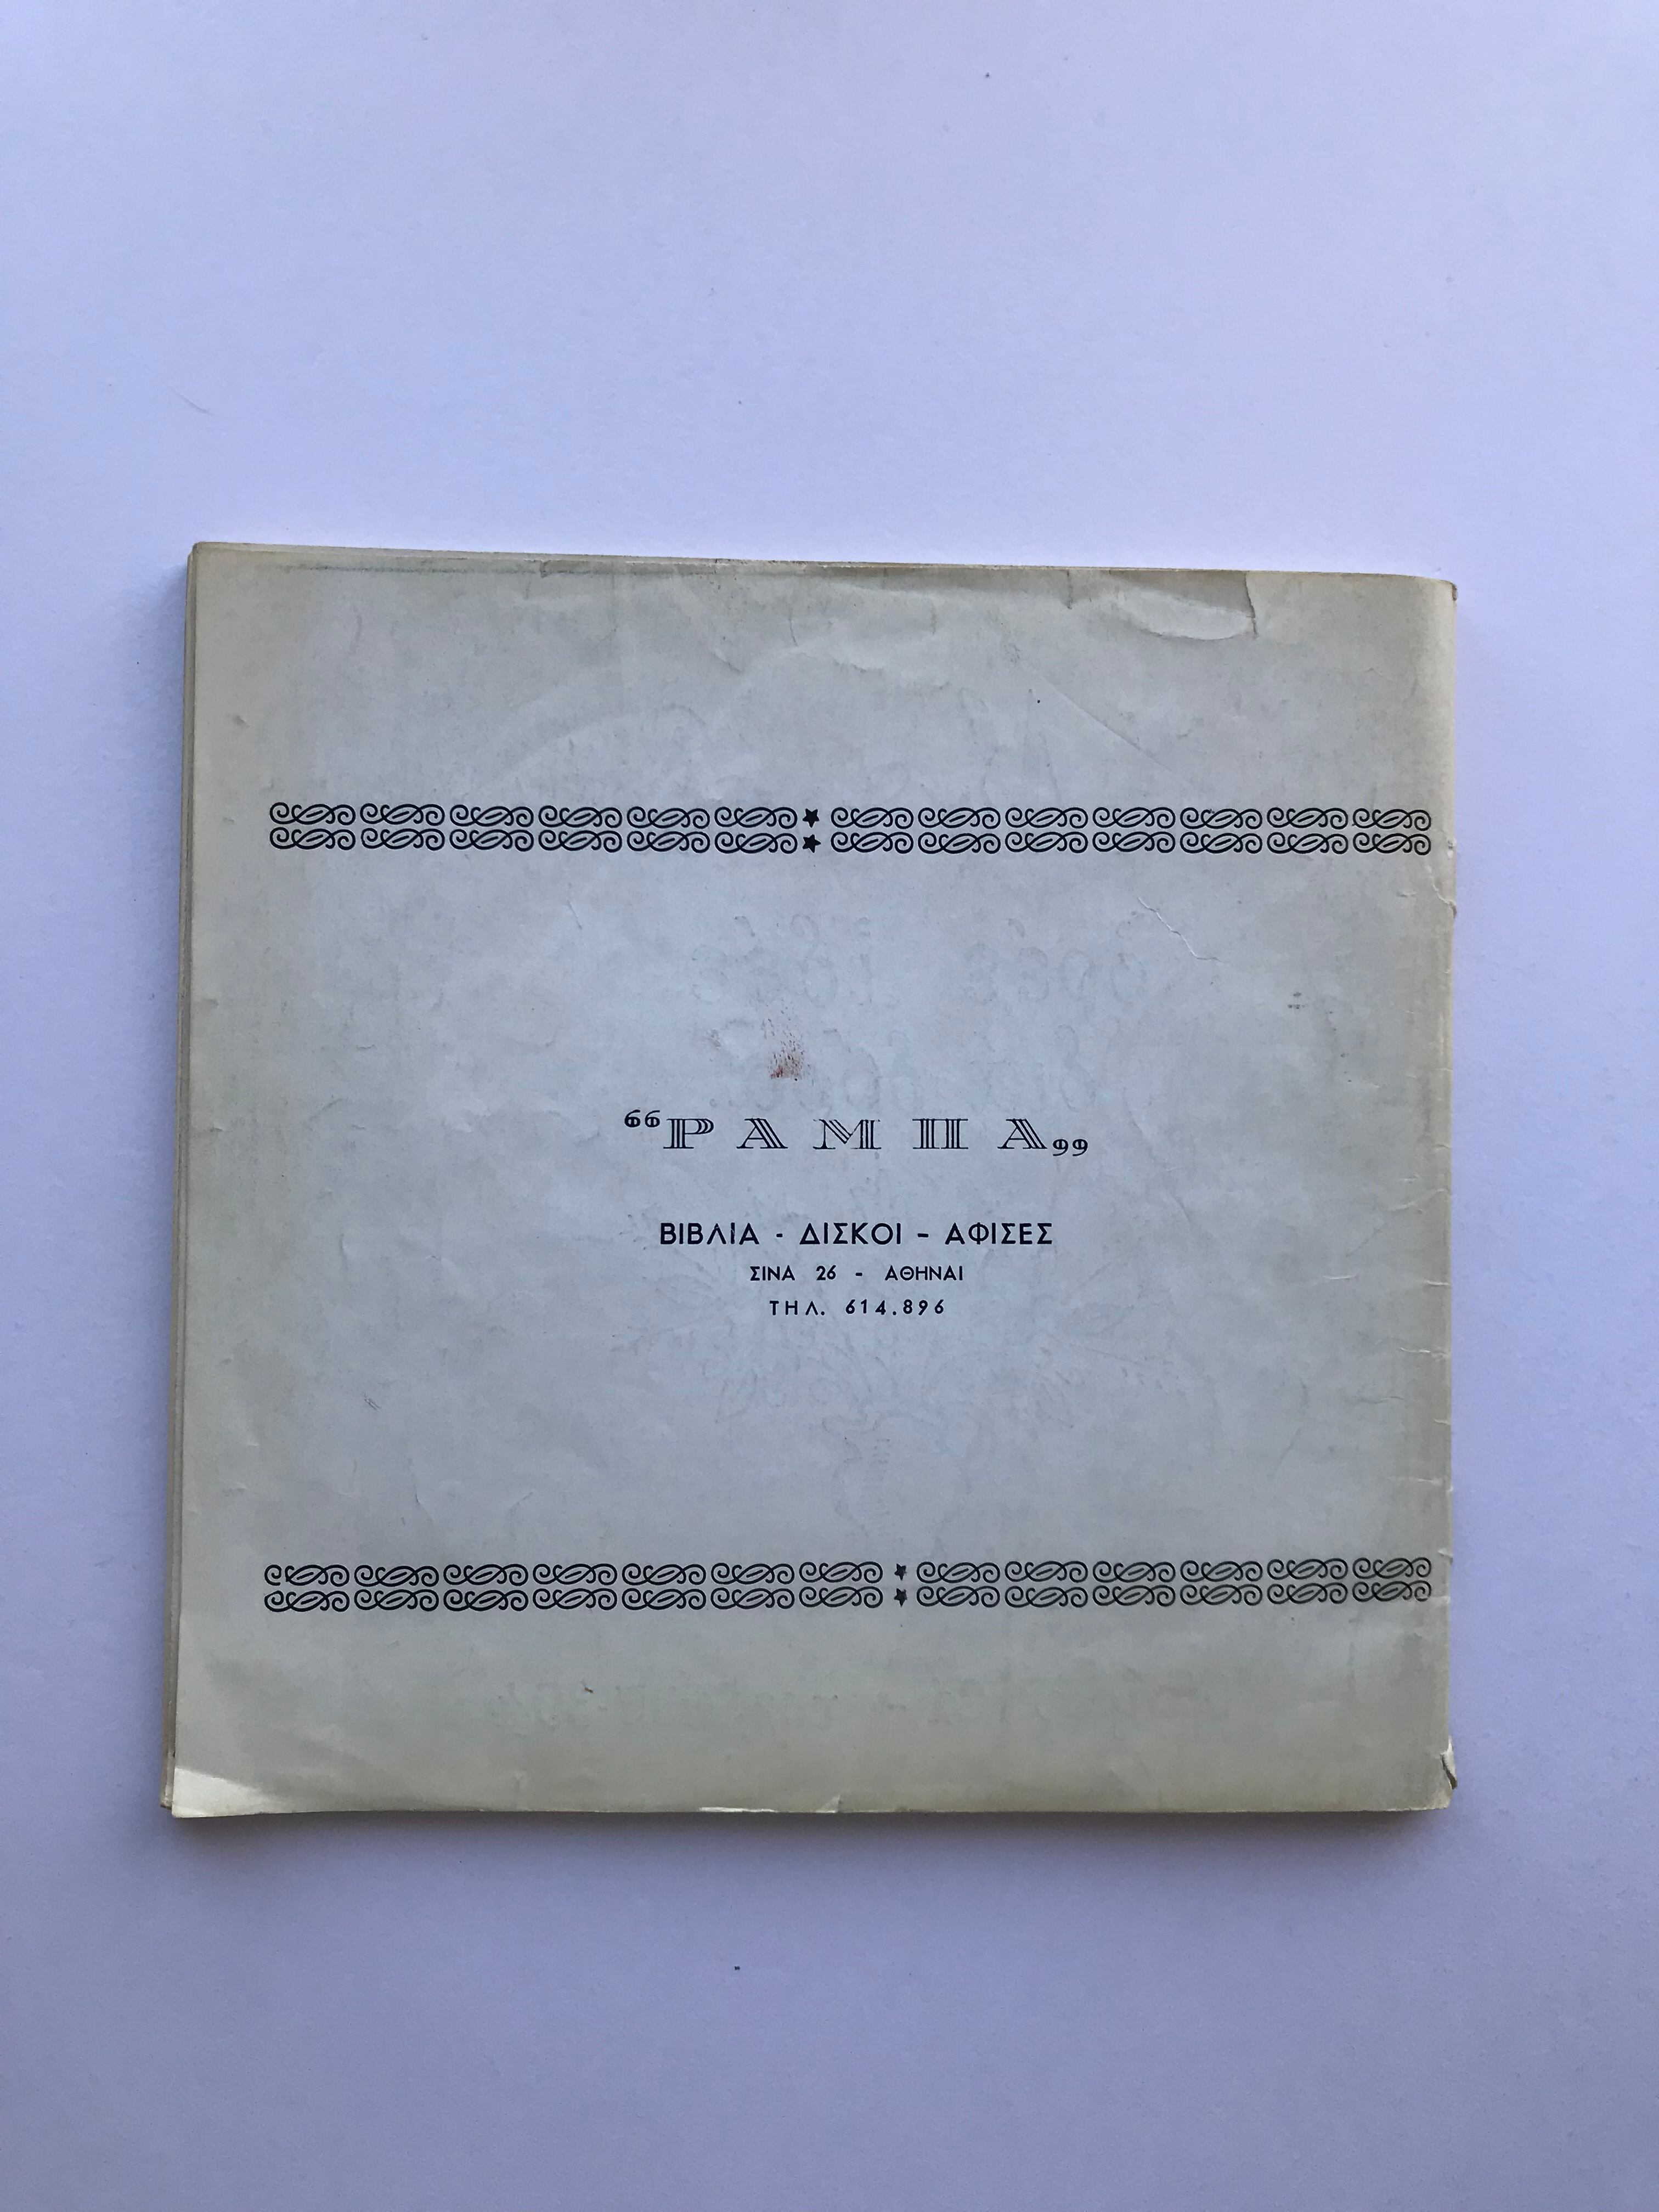 “ΡΑΜΠΑ„
ΒΙΒΛΙΑ - ΔΙΣΚΟΙ - ΑΦΙΣΕΣ
ΣΙΝΑ 26 - ΑΘΗΝΑΙ
ΤΗΛ. 614.896